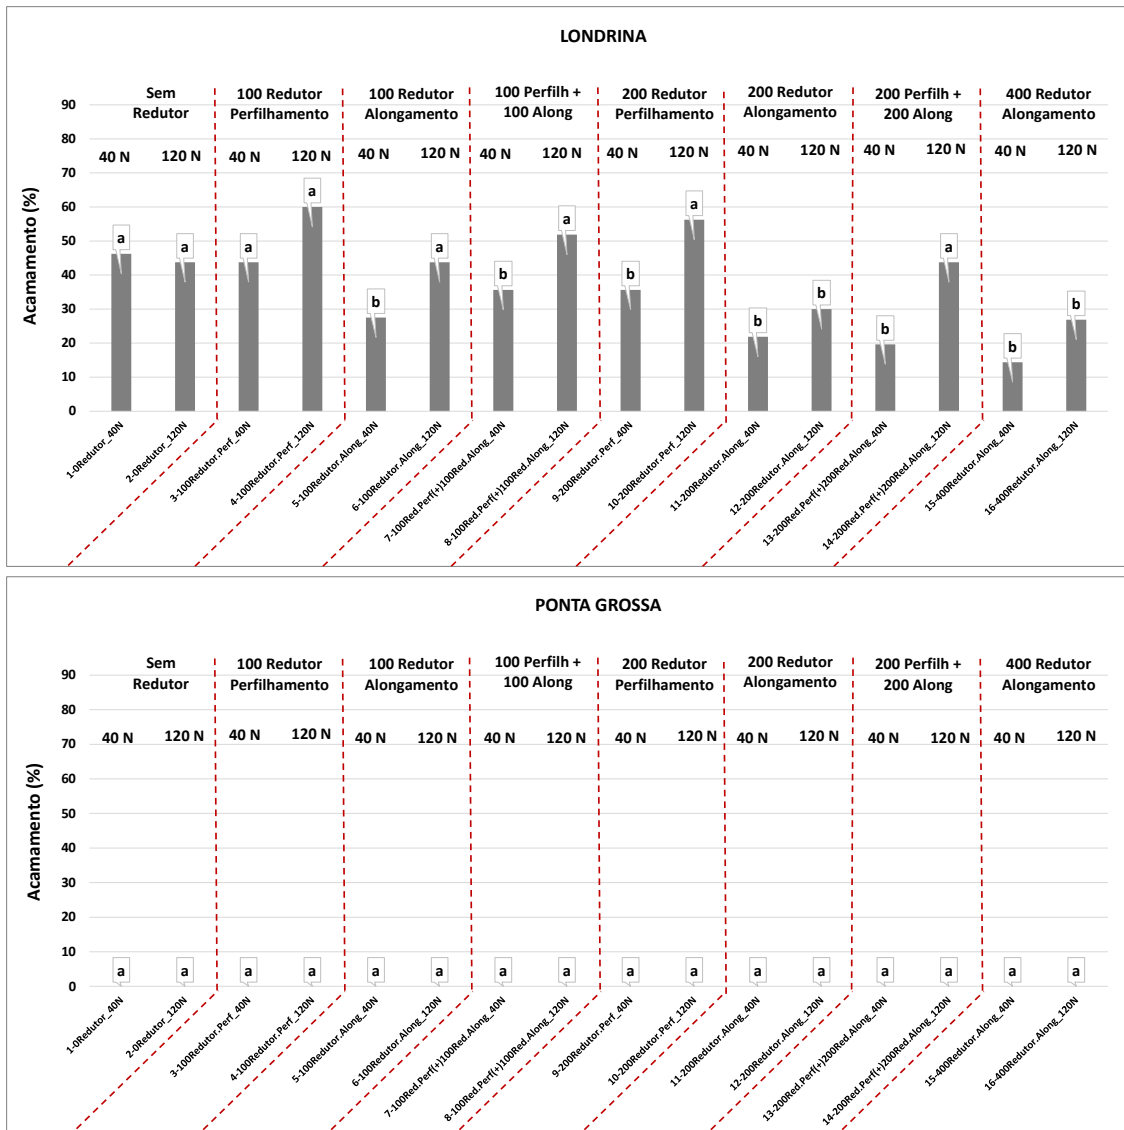 LONDRINA
Sem
Redutor
100 Redutor
Perfilhamento
100 Redutor
Alongamento
100 Perfilh +
100 Along
200 Redutor
Perfilhamento
200 Redutor
Alongamento
200 Perfilh +
200 Along
400 Redutor
Alongamento
40 N 120 N 40 N 120 N 40 N 120 N 40 N 120 N 40 N 120 N 40 N 120 N 40 N 120 N 40 N 120 N
Acamamento (%)
90
80
70
60
50
40
30
20
10
0
a a a a b a b a b a b b b a b b
1-0Redutor_40N
2-0Redutor_120N
3-100Redutor.Perf_40N
4-100Redutor.Perf_120N
5-100Redutor.Along_40N
6-100Redutor.Along_120N
7-100Red.Perf(+)100Red.Along_40N
8-100Red.Perf(+)100Red.Along_120N
9-200Redutor.Perf_40N
10-200Redutor.Perf_120N
11-200Redutor.Along_40N
12-200Redutor.Along_120N
13-200Red.Perf(+)200Red.Along_40N
14-200Red.Perf(+)200Red.Along_120N
15-400Redutor.Along_40N
16-400Redutor.Along_120N
PONTA GROSSA
Sem
Redutor
100 Redutor
Perfilhamento
100 Redutor
Alongamento
100 Perfilh +
100 Along
200 Redutor
Perfilhamento
200 Redutor
Alongamento
200 Perfilh +
200 Along
400 Redutor
Alongamento
40 N 120 N 40 N 120 N 40 N 120 N 40 N 120 N 40 N 120 N 40 N 120 N 40 N 120 N 40 N 120 N
Acamamento (%)
90
80
70
60
50
40
30
20
10
0
a a a a a a a a a a a a a a a a
1-0Redutor_40N
2-0Redutor_120N
3-100Redutor.Perf_40N
4-100Redutor.Perf_120N
5-100Redutor.Along_40N
6-100Redutor.Along_120N
7-100Red.Perf(+)100Red.Along_40N
8-100Red.Perf(+)100Red.Along_120N
9-200Redutor.Perf_40N
10-200Redutor.Perf_120N
11-200Redutor.Along_40N
12-200Redutor.Along_120N
13-200Red.Perf(+)200Red.Along_40N
14-200Red.Perf(+)200Red.Along_120N
15-400Redutor.Along_40N
16-400Redutor.Along_120N